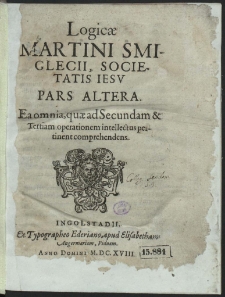 Logicæ
MARTINI SMI-
GLECII, SOCIE-
TATIS IESV
PARS ALTERA.
Ea omnia, quæ ad Secundam &
Tertiam operationem intellectus per-
tinent comprehendens.
INGOLSTADII,
Ex Typographeo Ederiano, apud Elisabetham
Angermariam, Viduam.
ANNO DOMINI M. DC. XVIII
15.881